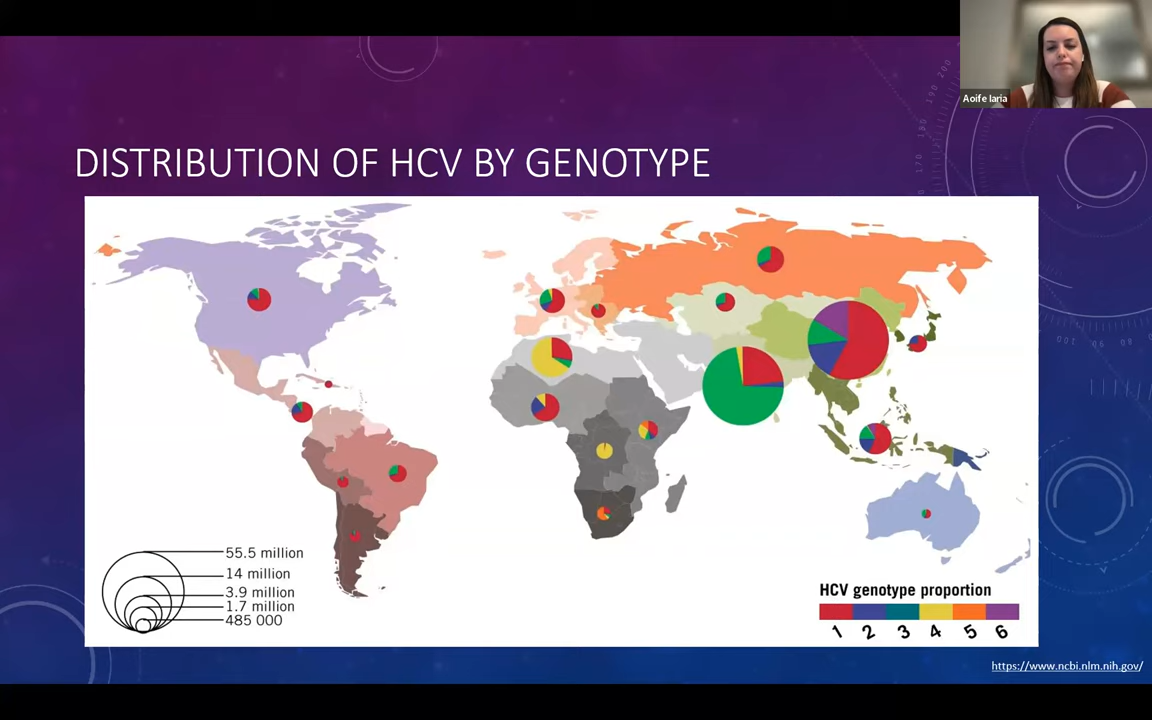 Aoife Iaria
DISTRIBUTION OF HCV BY GENOTYPE
55.5 million
14 million
3.9 million
1.7 million
485 000
HCV genotype proportion
1 2 3 4 5 6
https://www.ncbi.nlm.nih.gov/